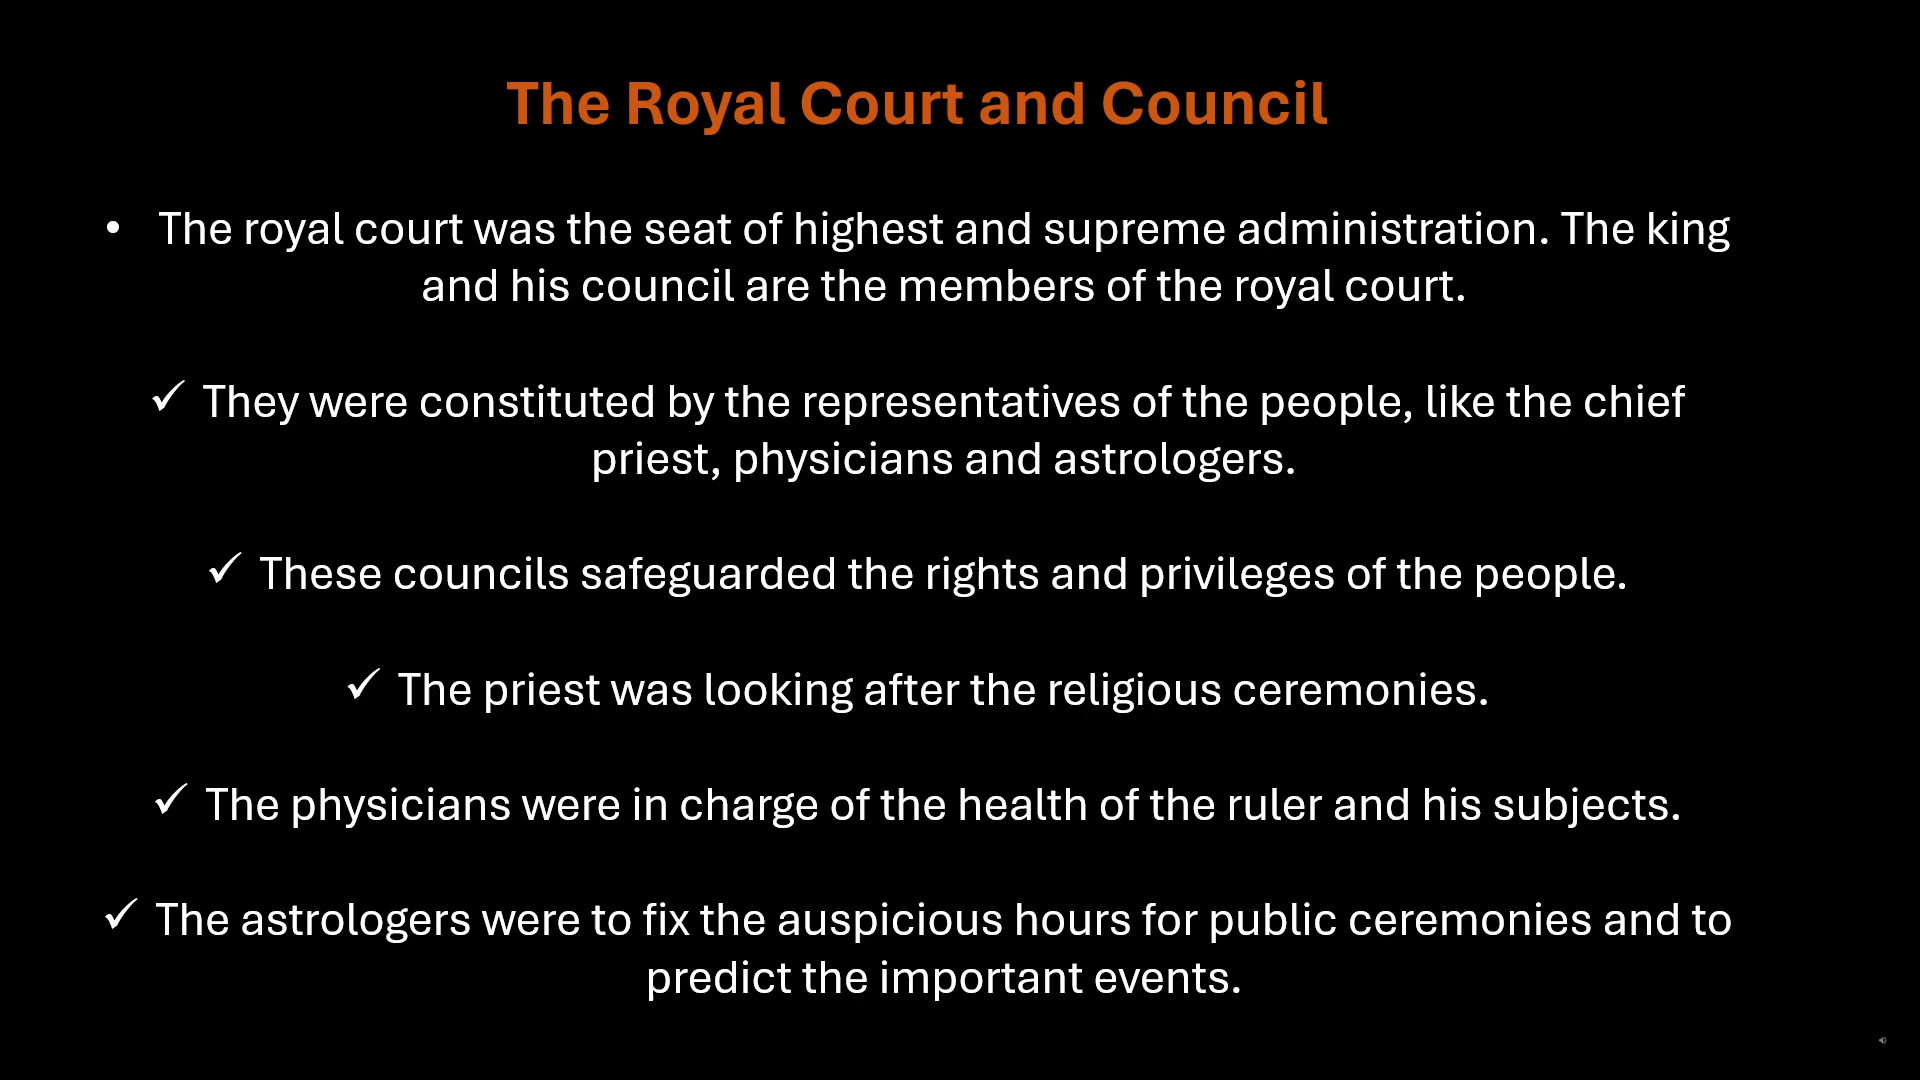 The Royal Court and Council
• The royal court was the seat of highest and supreme administration. The king
and his council are the members of the royal court.
✓ They were constituted by the representatives of the people, like the chief
priest, physicians and astrologers.
✓ These councils safeguarded the rights and privileges of the people.
✓ The priest was looking after the religious ceremonies.
✓ The physicians were in charge of the health of the ruler and his subjects.
✓ The astrologers were to fix the auspicious hours for public ceremonies and to
predict the important events.